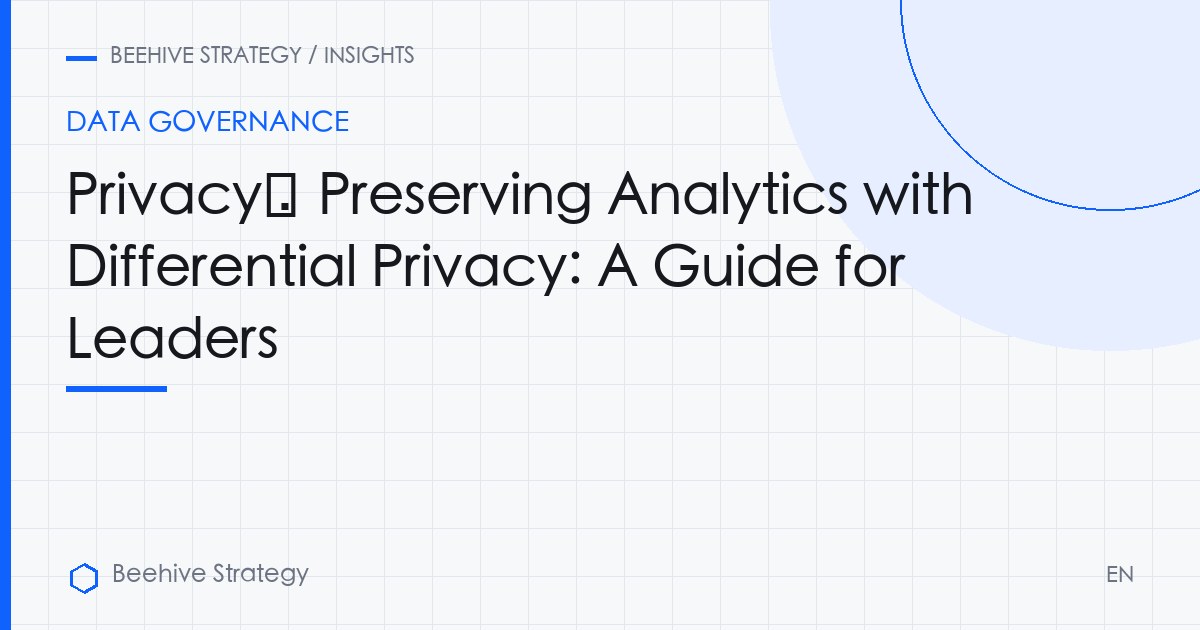 BEEHIVE STRATEGY / INSIGHTS
DATA GOVERNANCE
Privacy▯ Preserving Analytics with
Differential Privacy: A Guide for
Leaders
Beehive Strategy
EN